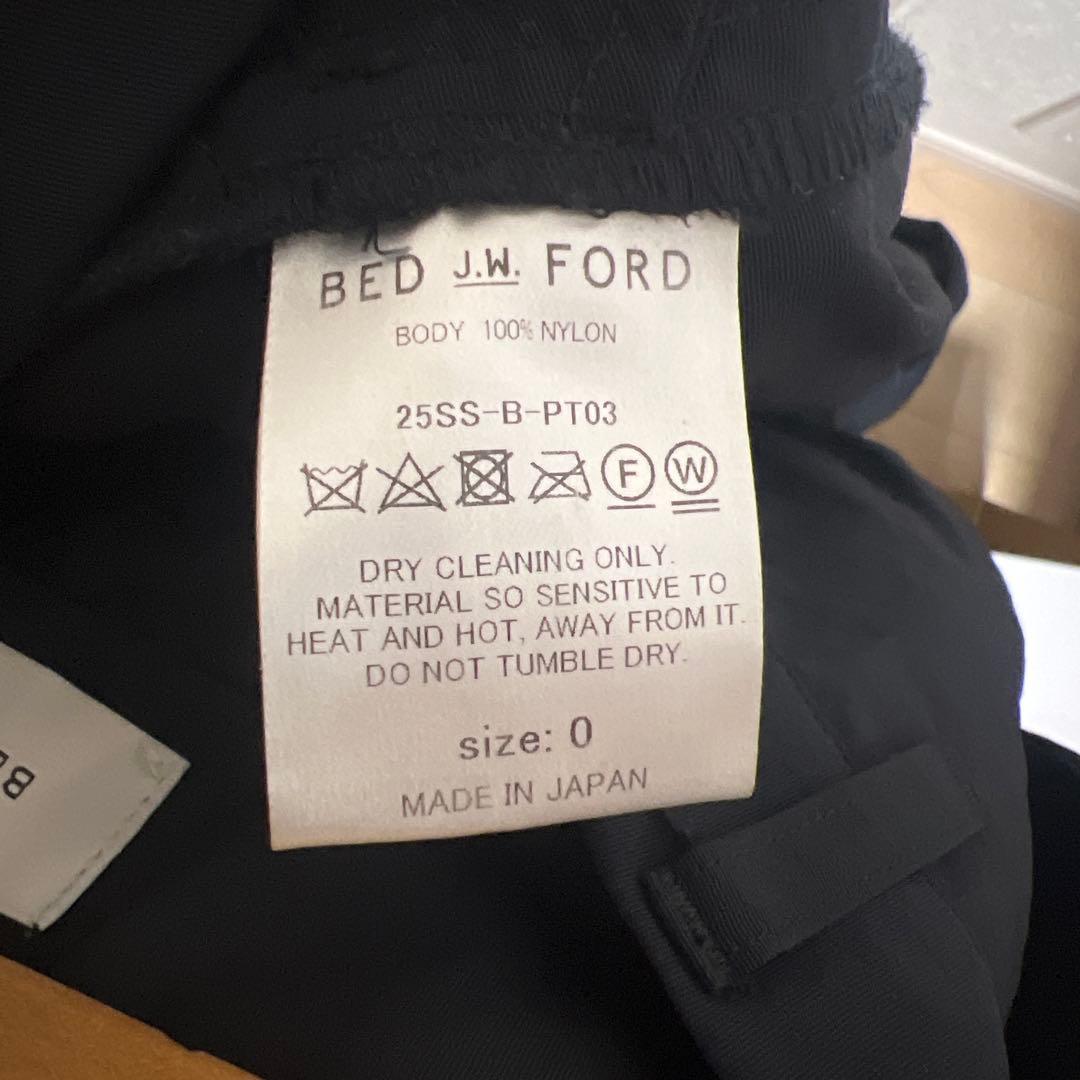 BED J.W. FORD
BODY 100% NYLON
25SS-B-PT03
F W
DRY CLEANING ONLY.
MATERIAL SO SENSITIVE TO
HEAT AND HOT, AWAY FROM IT.
DO NOT TUMBLE DRY.
size: 0
MADE IN JAPAN